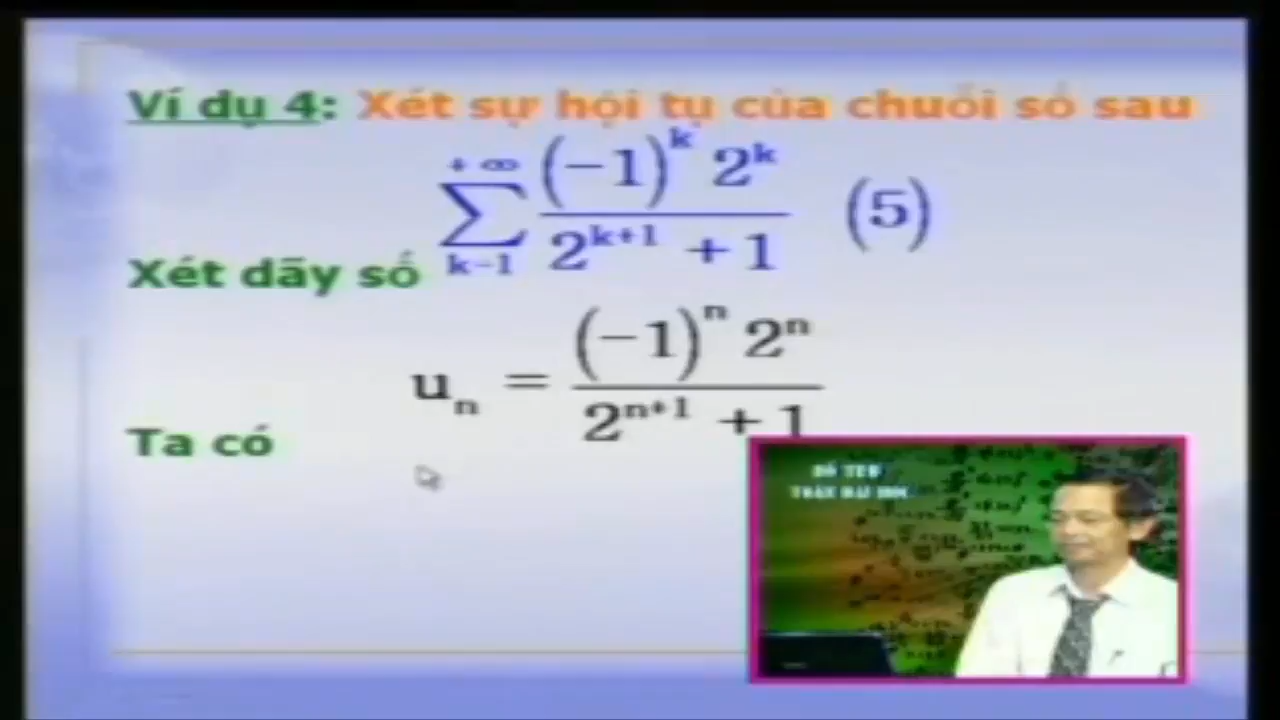 Ví dụ 4: Xét sự hội tụ của chuỗi số sau
+∞ ∑ k-1 (-1)^k 2^k / 2^{k+1} + 1 (5)
Xét dãy số
u_n = (-1)^n 2^n / 2^{n+1} + 1
Ta có